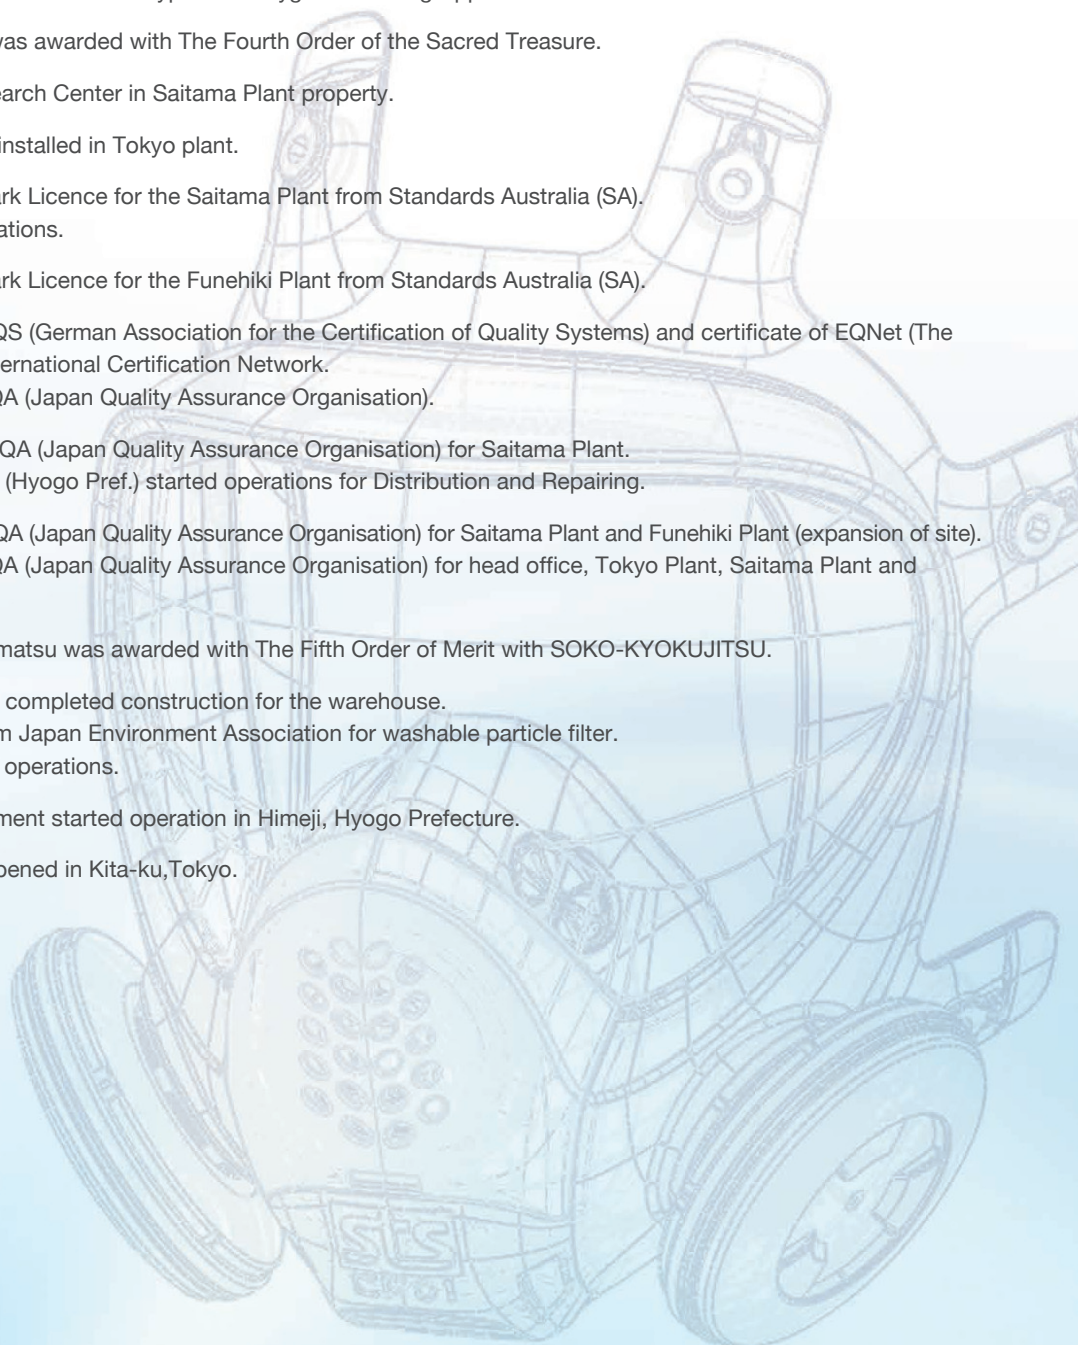 was awarded with The Fourth Order of the Sacred Treasure.
earch Center in Saitama Plant property.
installed in Tokyo plant.
ark Licence for the Saitama Plant from Standards Australia (SA).
ations.
ark Licence for the Funehiki Plant from Standards Australia (SA).
QS (German Association for the Certification of Quality Systems) and certificate of EQNet (The
ernational Certification Network.
QA (Japan Quality Assurance Organisation).
QA (Japan Quality Assurance Organisation) for Saitama Plant.
(Hyogo Pref.) started operations for Distribution and Repairing.
QA (Japan Quality Assurance Organisation) for Saitama Plant and Funehiki Plant (expansion of site).
QA (Japan Quality Assurance Organisation) for head office, Tokyo Plant, Saitama Plant and
matsu was awarded with The Fifth Order of Merit with SOKO-KYOKUJITSU.
completed construction for the warehouse.
m Japan Environment Association for washable particle filter.
operations.
ment started operation in Himeji, Hyogo Prefecture.
pened in Kita-ku,Tokyo.
sts